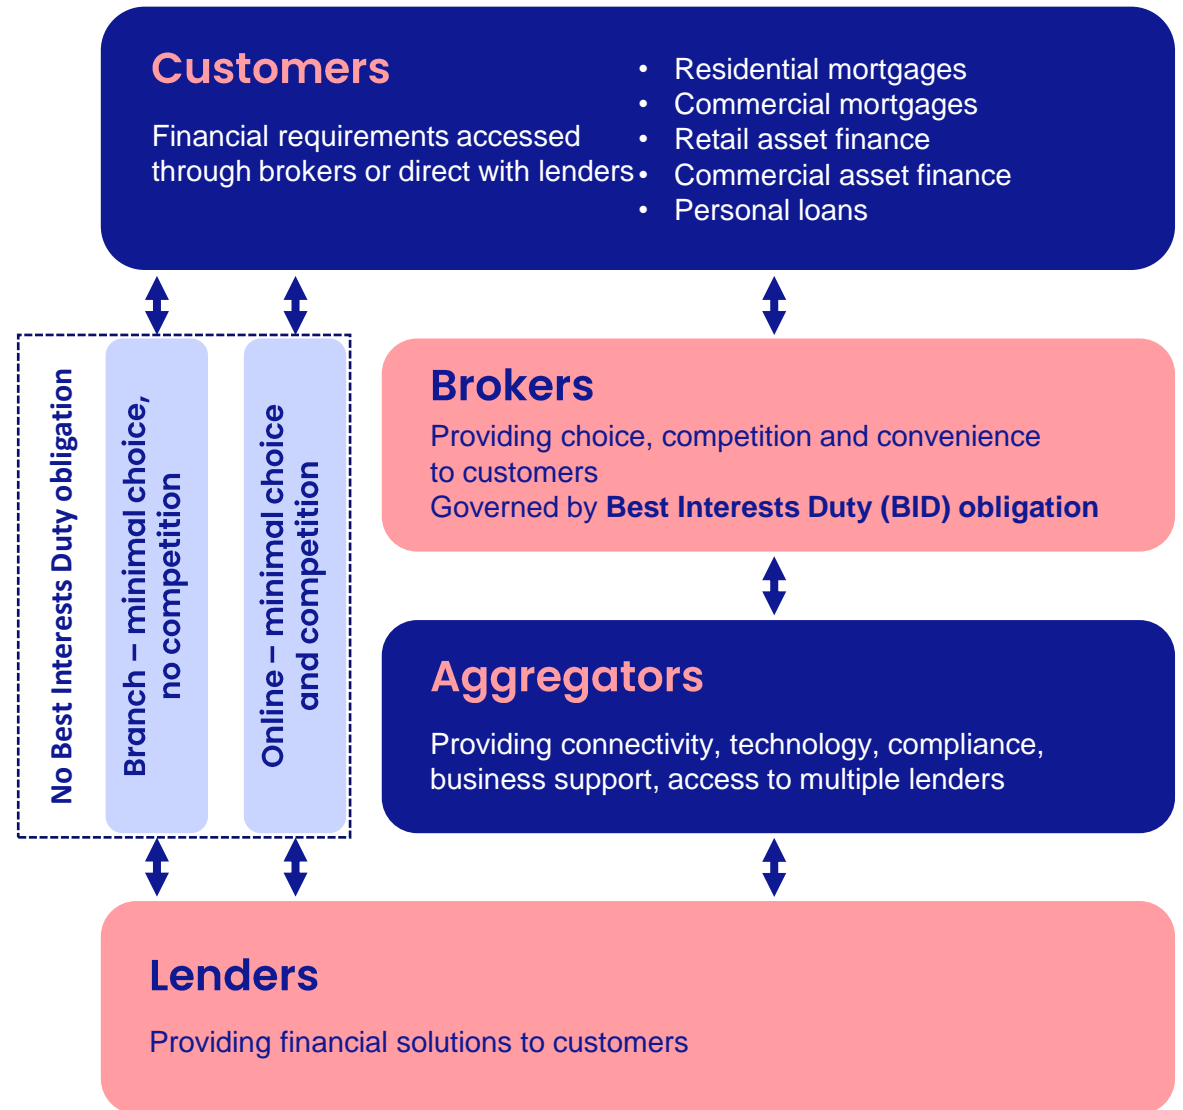 Customers
Financial requirements accessed
through brokers or direct with lenders
• Residential mortgages
• Commercial mortgages
• Retail asset finance
• Commercial asset finance
• Personal loans
No Best Interests Duty obligation
Branch – minimal choice,
no competition
Online – minimal choice
and competition
Brokers
Providing choice, competition and convenience
to customers
Governed by Best Interests Duty (BID) obligation
Aggregators
Providing connectivity, technology, compliance,
business support, access to multiple lenders
Lenders
Providing financial solutions to customers